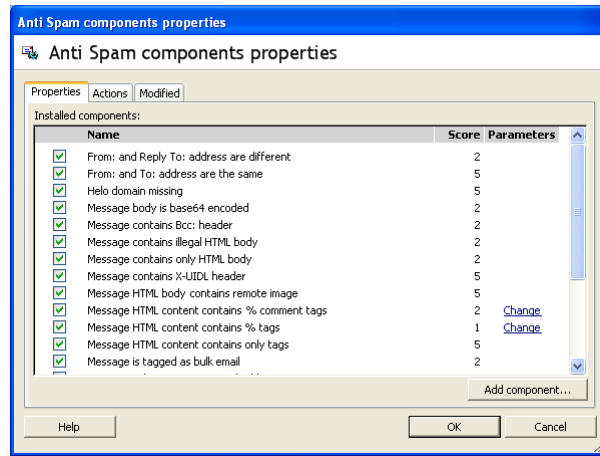 Anti Spam components properties
Anti Spam components properties
Properties Actions Modified
Installed components:
Name Score Parameters
From: and Reply To: address are different 2
From: and To: address are the same 5
Helo domain missing 5
Message body is base64 encoded 2
Message contains Bcc: header 2
Message contains illegal HTML body 2
Message contains only HTML body 2
Message contains X-UIDL header 5
Message HTML body contains remote image 5
Message HTML content contains % comment tags 2 Change
Message HTML content contains % tags 1 Change
Message HTML content contains only tags 5
Message is tagged as bulk email 2
Add component...
Help OK Cancel